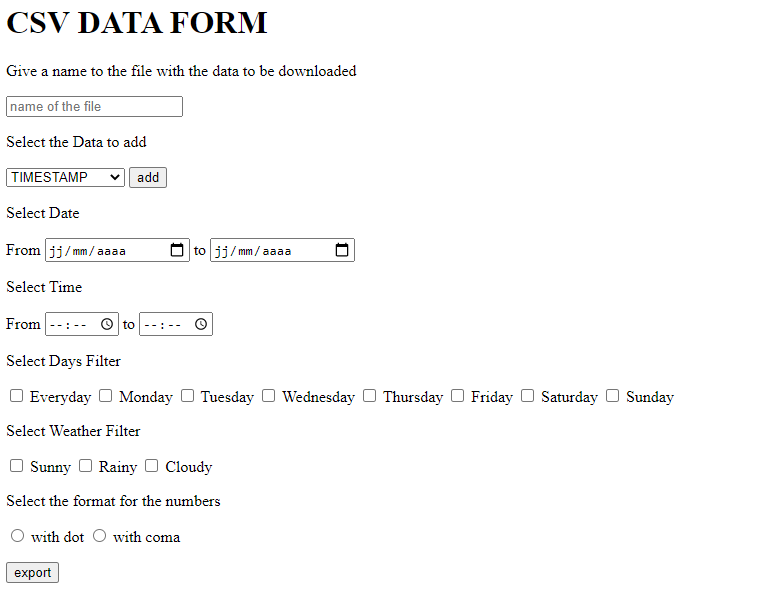 CSV DATA FORM
Give a name to the file with the data to be downloaded
name of the file
Select the Data to add
TIMESTAMP add
Select Date
From jj/mm/aaaa to jj/mm/aaaa
Select Time
From --:-- to --:--
Select Days Filter
Everyday Monday Tuesday Wednesday Thursday Friday Saturday Sunday
Select Weather Filter
Sunny Rainy Cloudy
Select the format for the numbers
with dot with coma
export